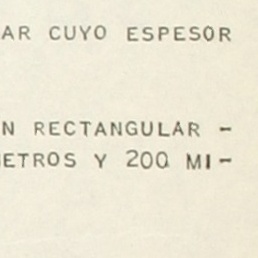 AR CUYO ESPESOR
N RECTANGULAR -
ETROS Y 200 MI-